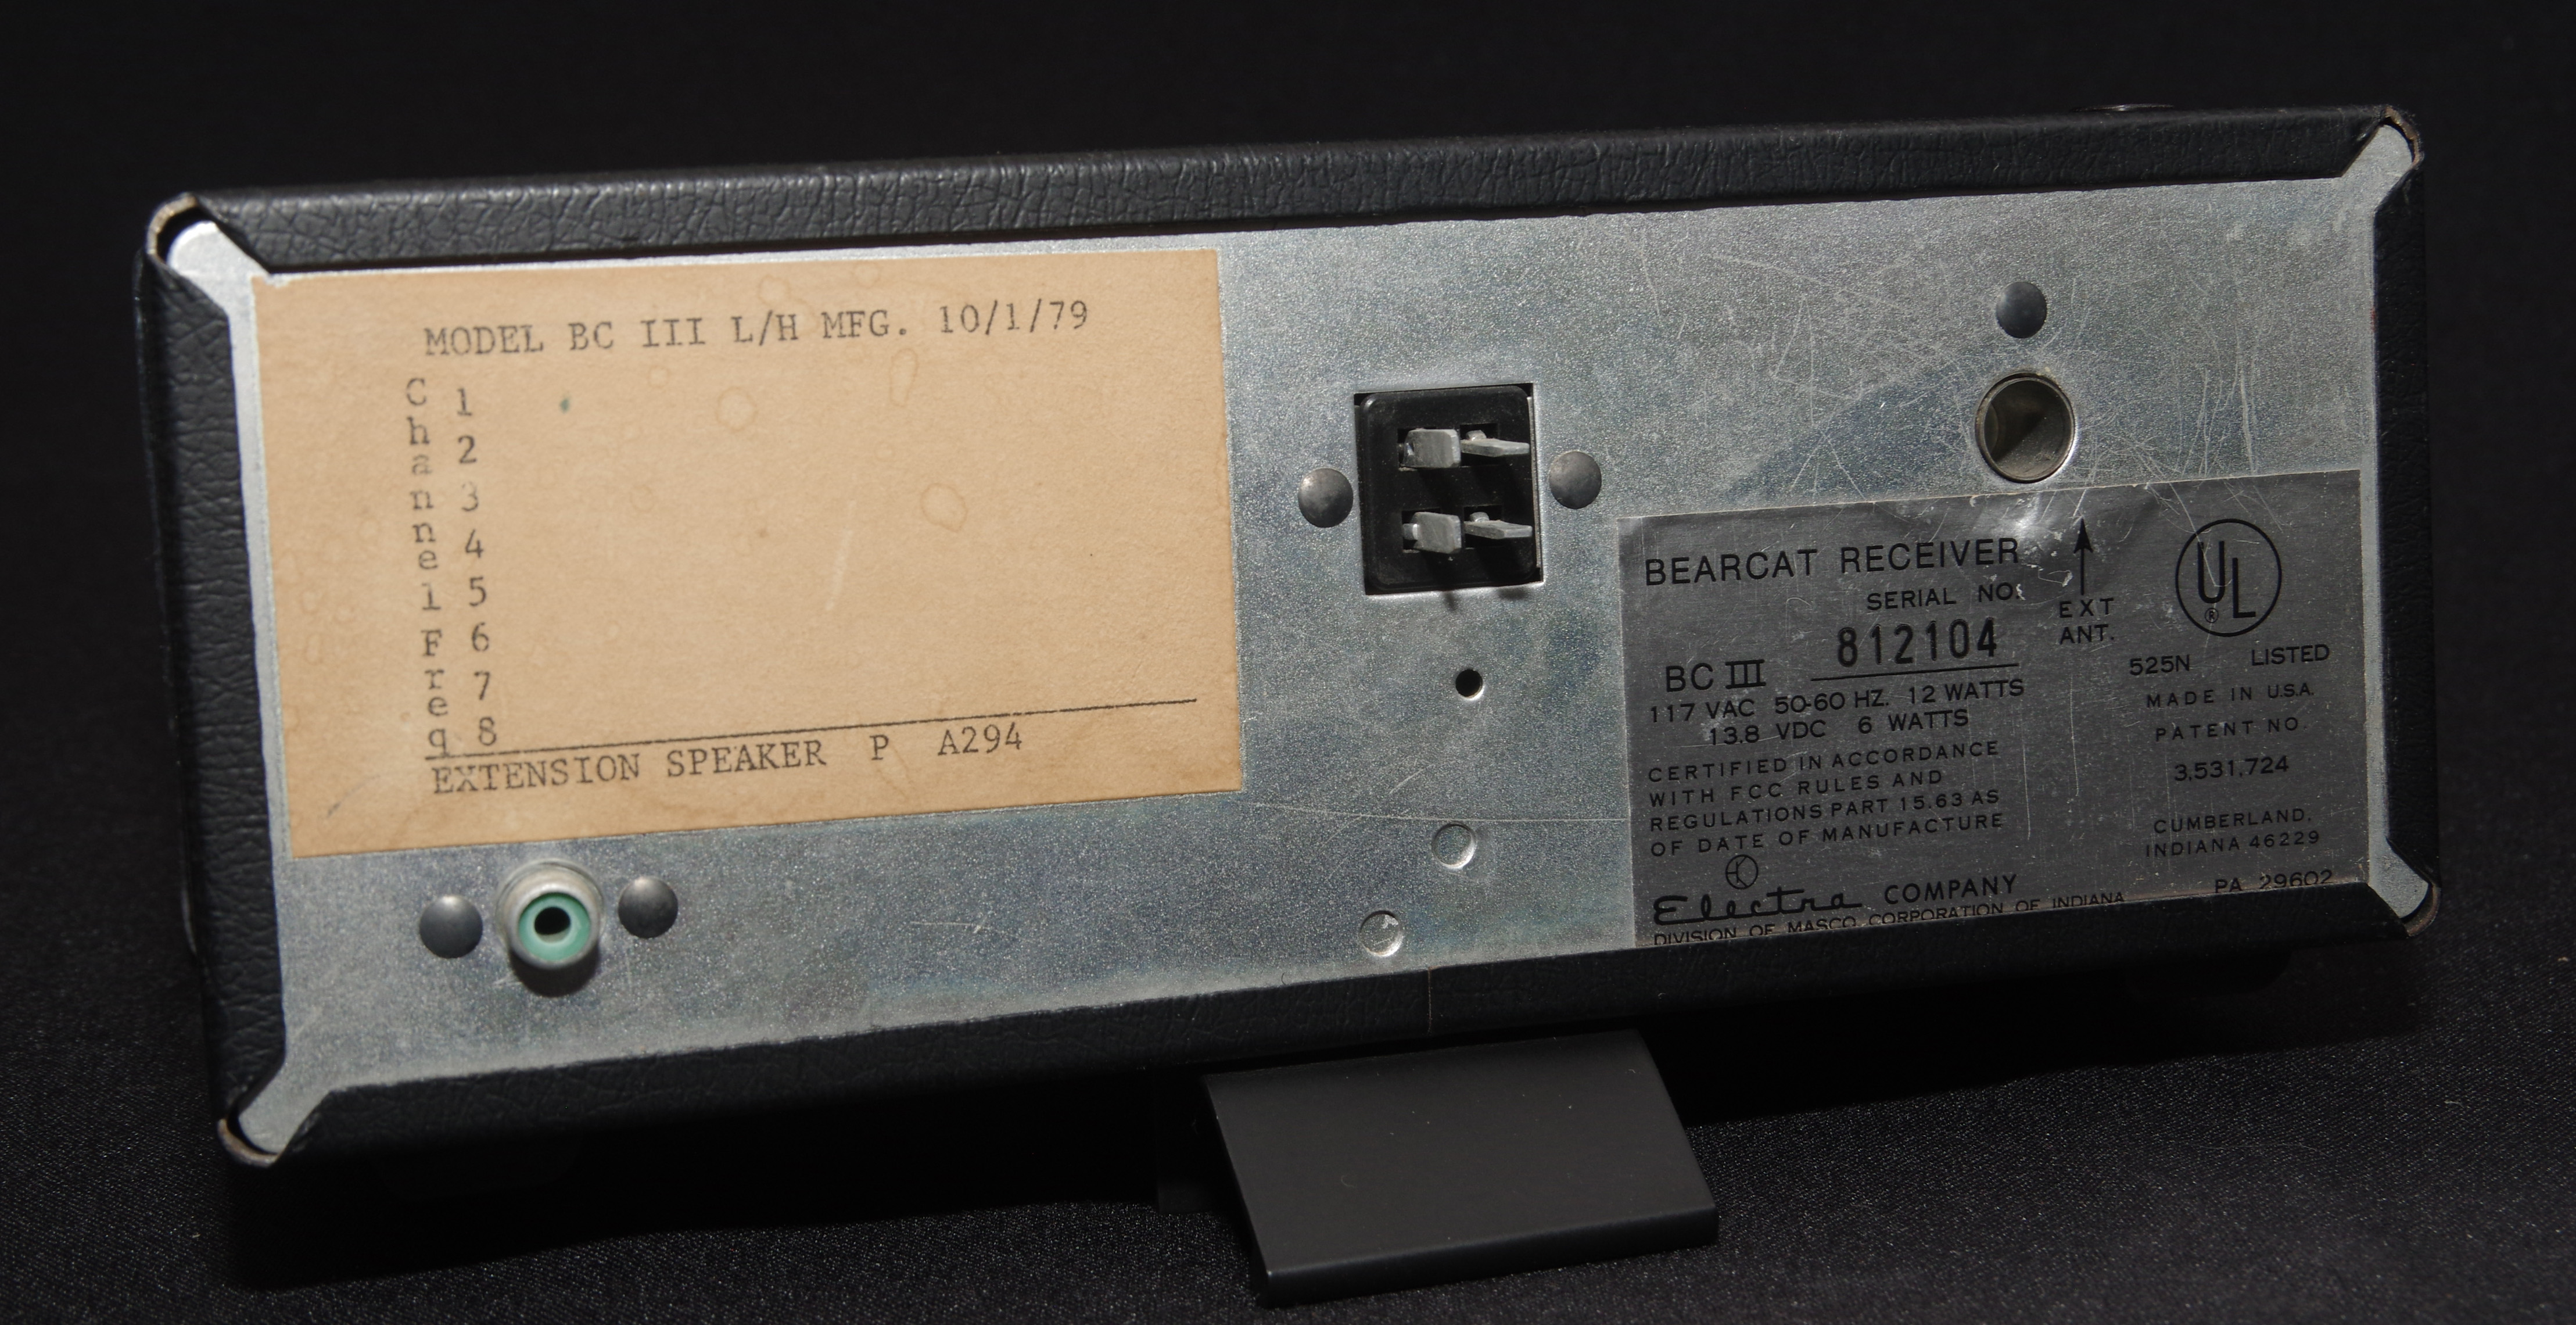 MODEL BC III L/H MFG. 10/1/79
Channel Freq
1
2
3
4
5
6
7
8
EXTENSION SPEAKER P A294
BEARCAT RECEIVER
SERIAL NO.
812104
BC III
117 VAC 50-60 HZ. 12 WATTS
13.8 VDC 6 WATTS
CERTIFIED IN ACCORDANCE
WITH FCC RULES AND
REGULATIONS PART 15.63 AS
OF DATE OF MANUFACTURE
Electra COMPANY
DIVISION OF MASCO CORPORATION OF INDIANA
EXT
ANT.
UL
®
525N LISTED
MADE IN U.S.A.
PATENT NO.
3,531,724
CUMBERLAND,
INDIANA 46229
PA 29602